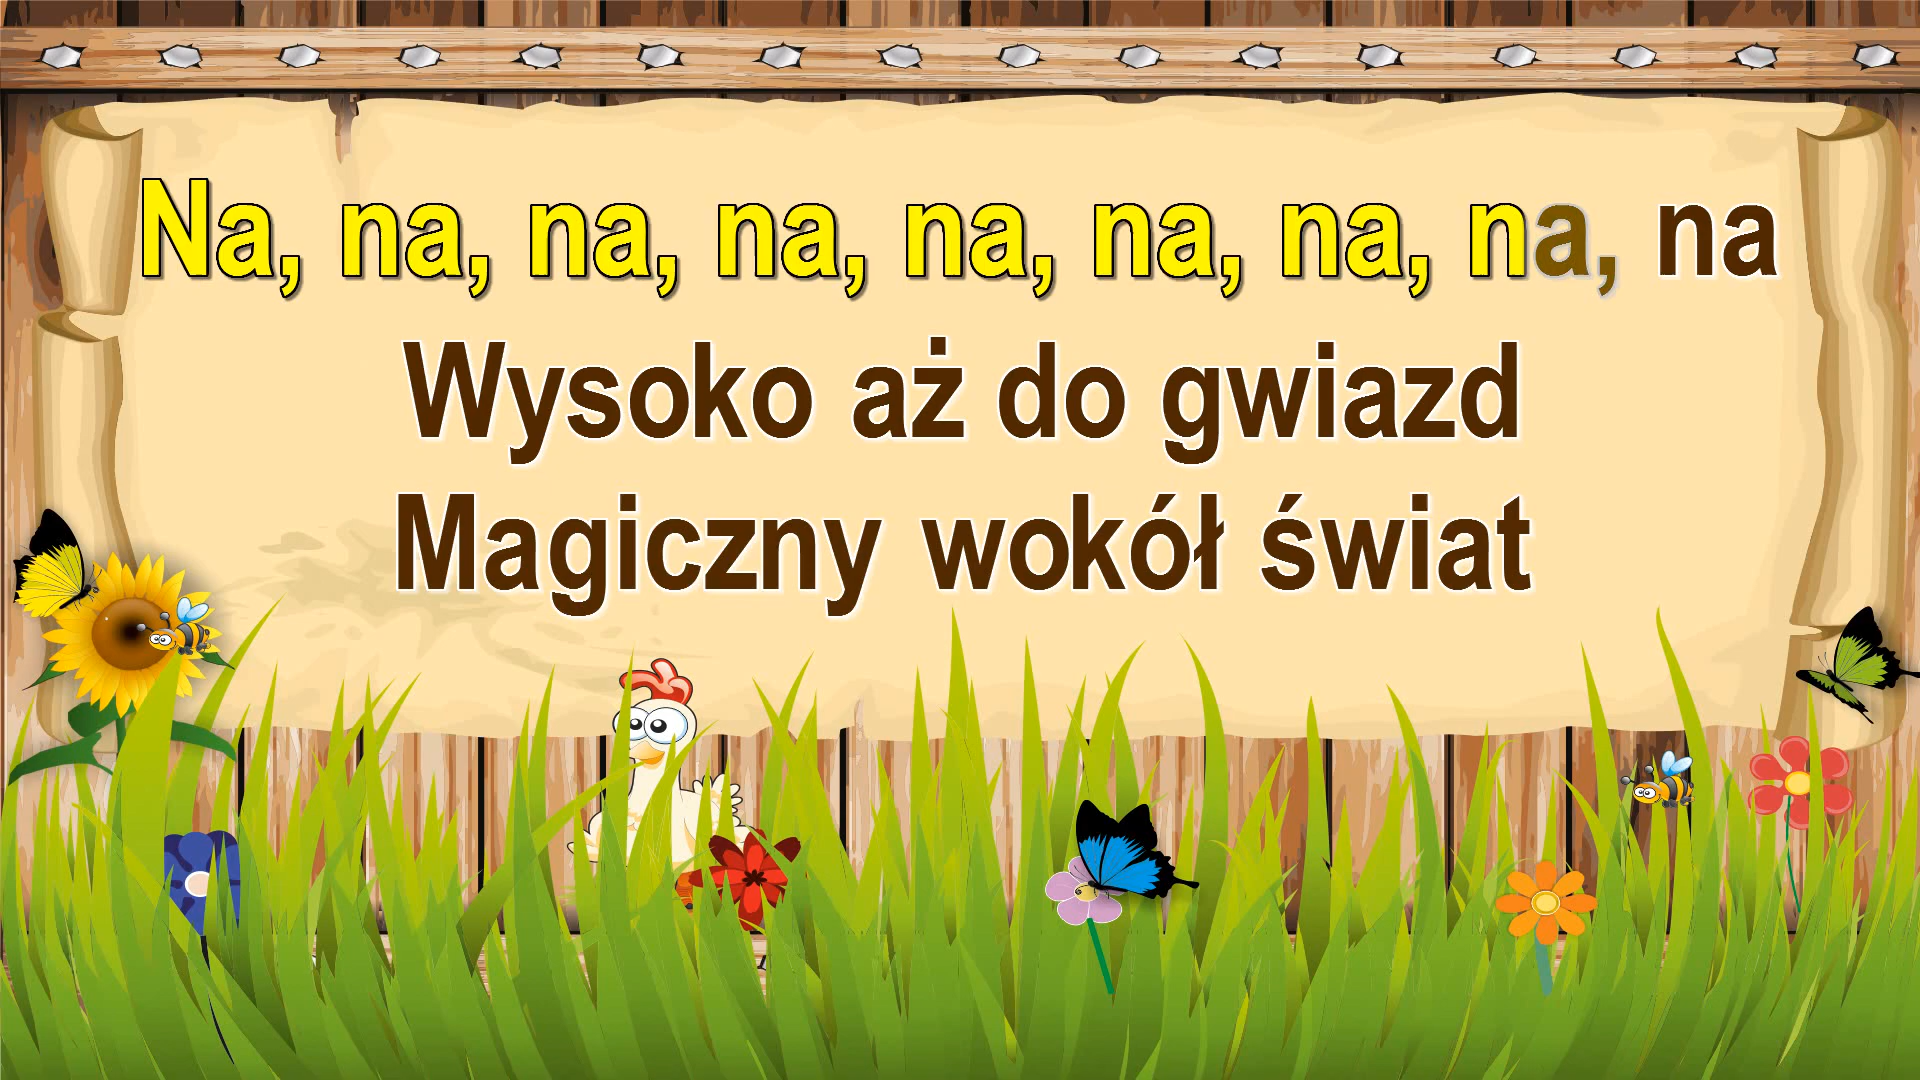 Na, na, na, na, na, na, na, na, na
Wysoko aż do gwiazd
Magiczny wokół świat